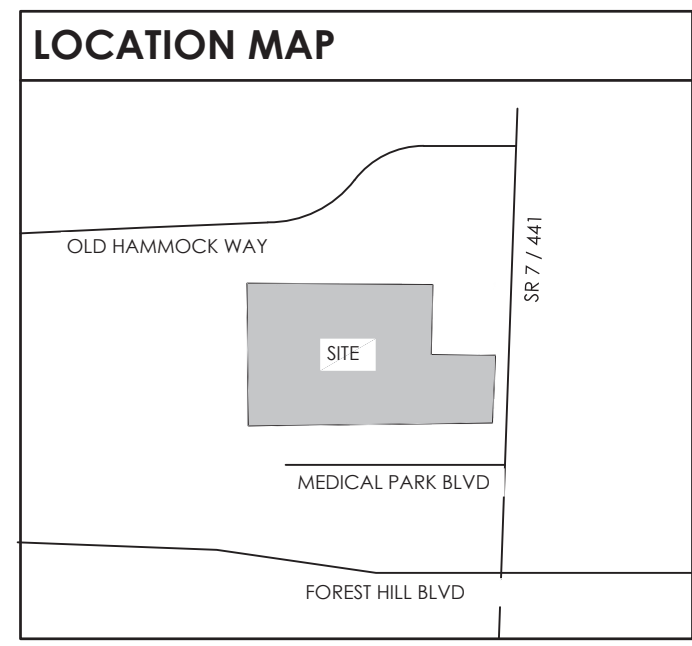 LOCATION MAP
OLD HAMMOCK WAY
SR 7 / 441
SITE
MEDICAL PARK BLVD
FOREST HILL BLVD